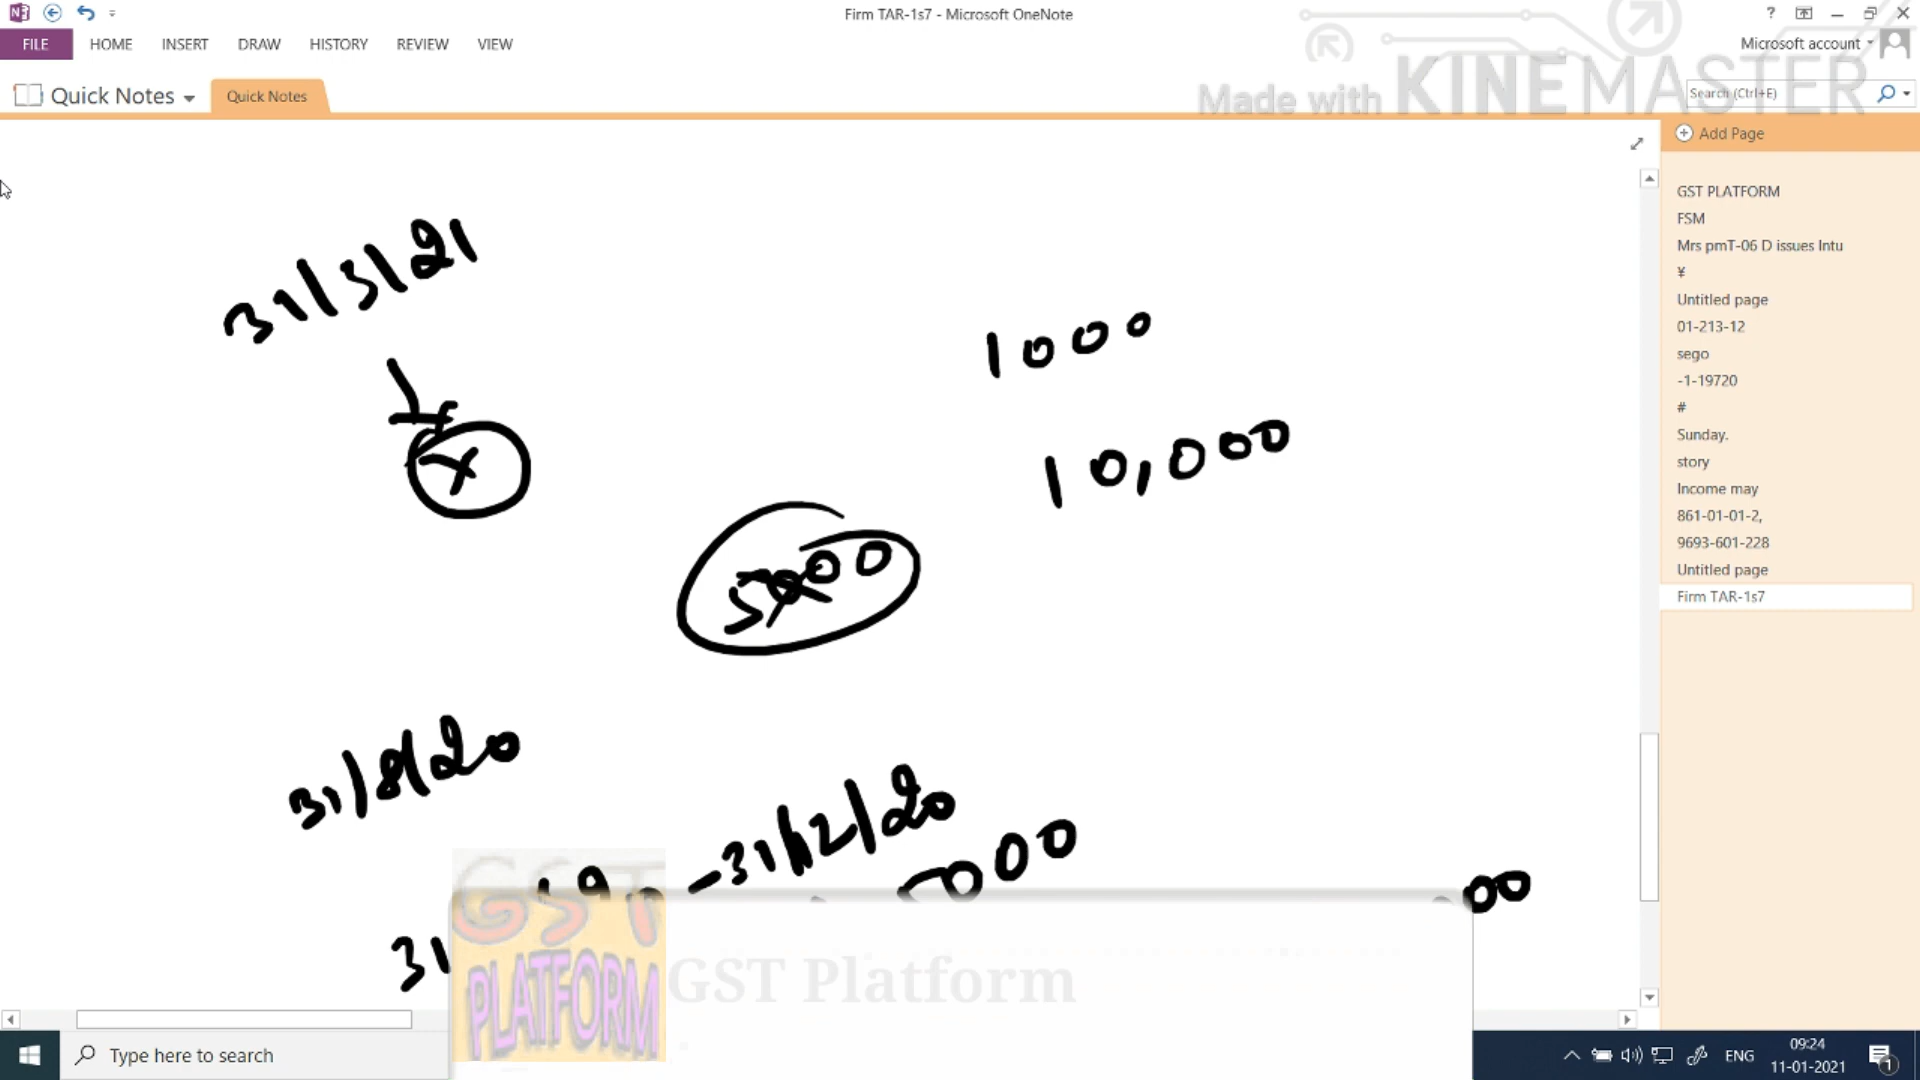 Firm TAR-1s7 - Microsoft OneNote
FILE HOME INSERT DRAW HISTORY REVIEW VIEW
Microsoft account
Made with KINEMASTER
Quick Notes
Quick Notes
Search (Ctrl+E)
Add Page
GST PLATFORM
FSM
Mrs pmT-06 D issues Intu
¥
Untitled page
01-213-12
sego
-1-19720
#
Sunday.
story
Income may
861-01-01-2,
9693-601-228
Untitled page
Firm TAR-1s7
31/3/21
1000
10,000
31/8/20
-31/12/20
31
GST
PLATFORM
GST Platform
Type here to search
ENG
09:24
11-01-2021
1